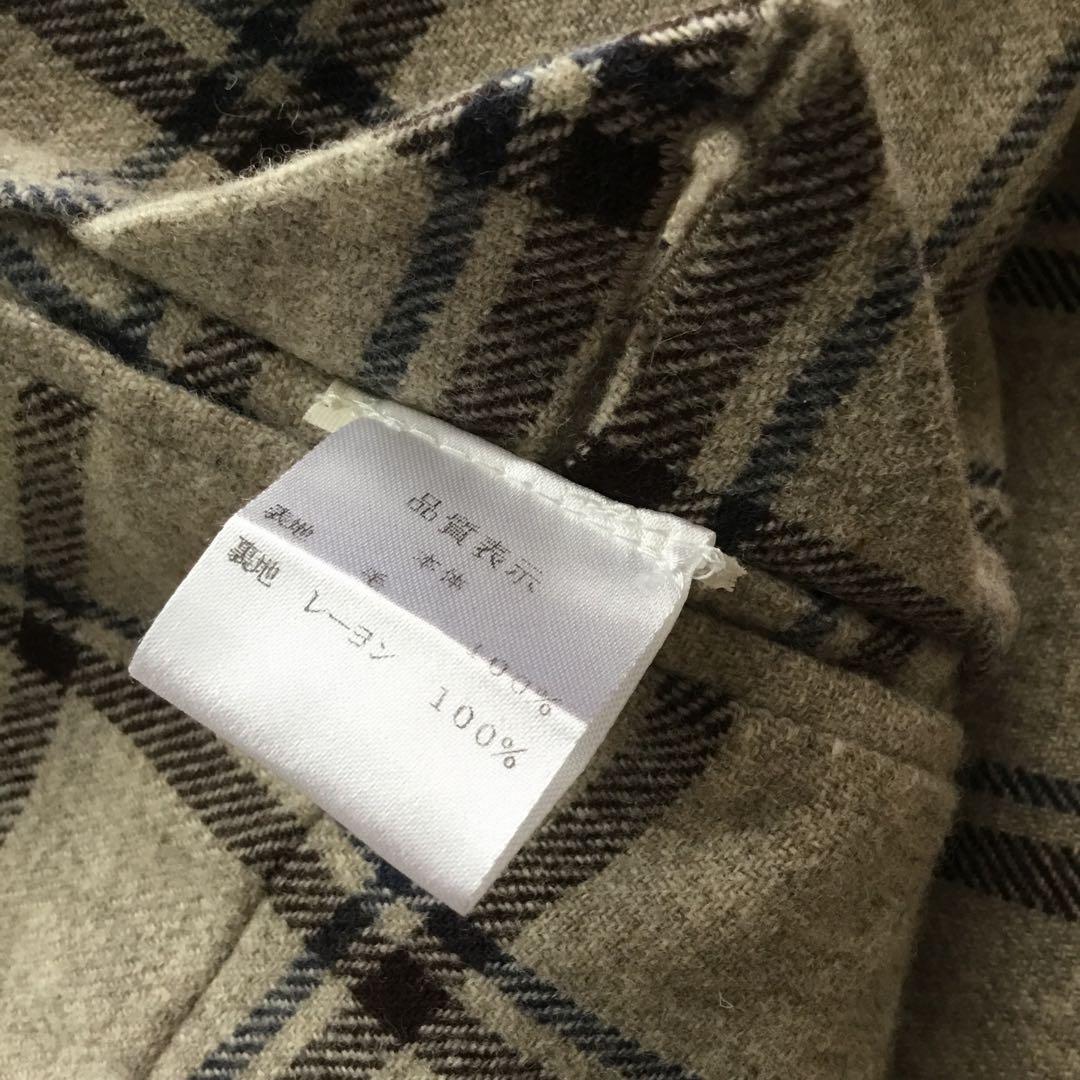 品質表示
本体
表地 毛 100%
裏地 レーヨン 100%